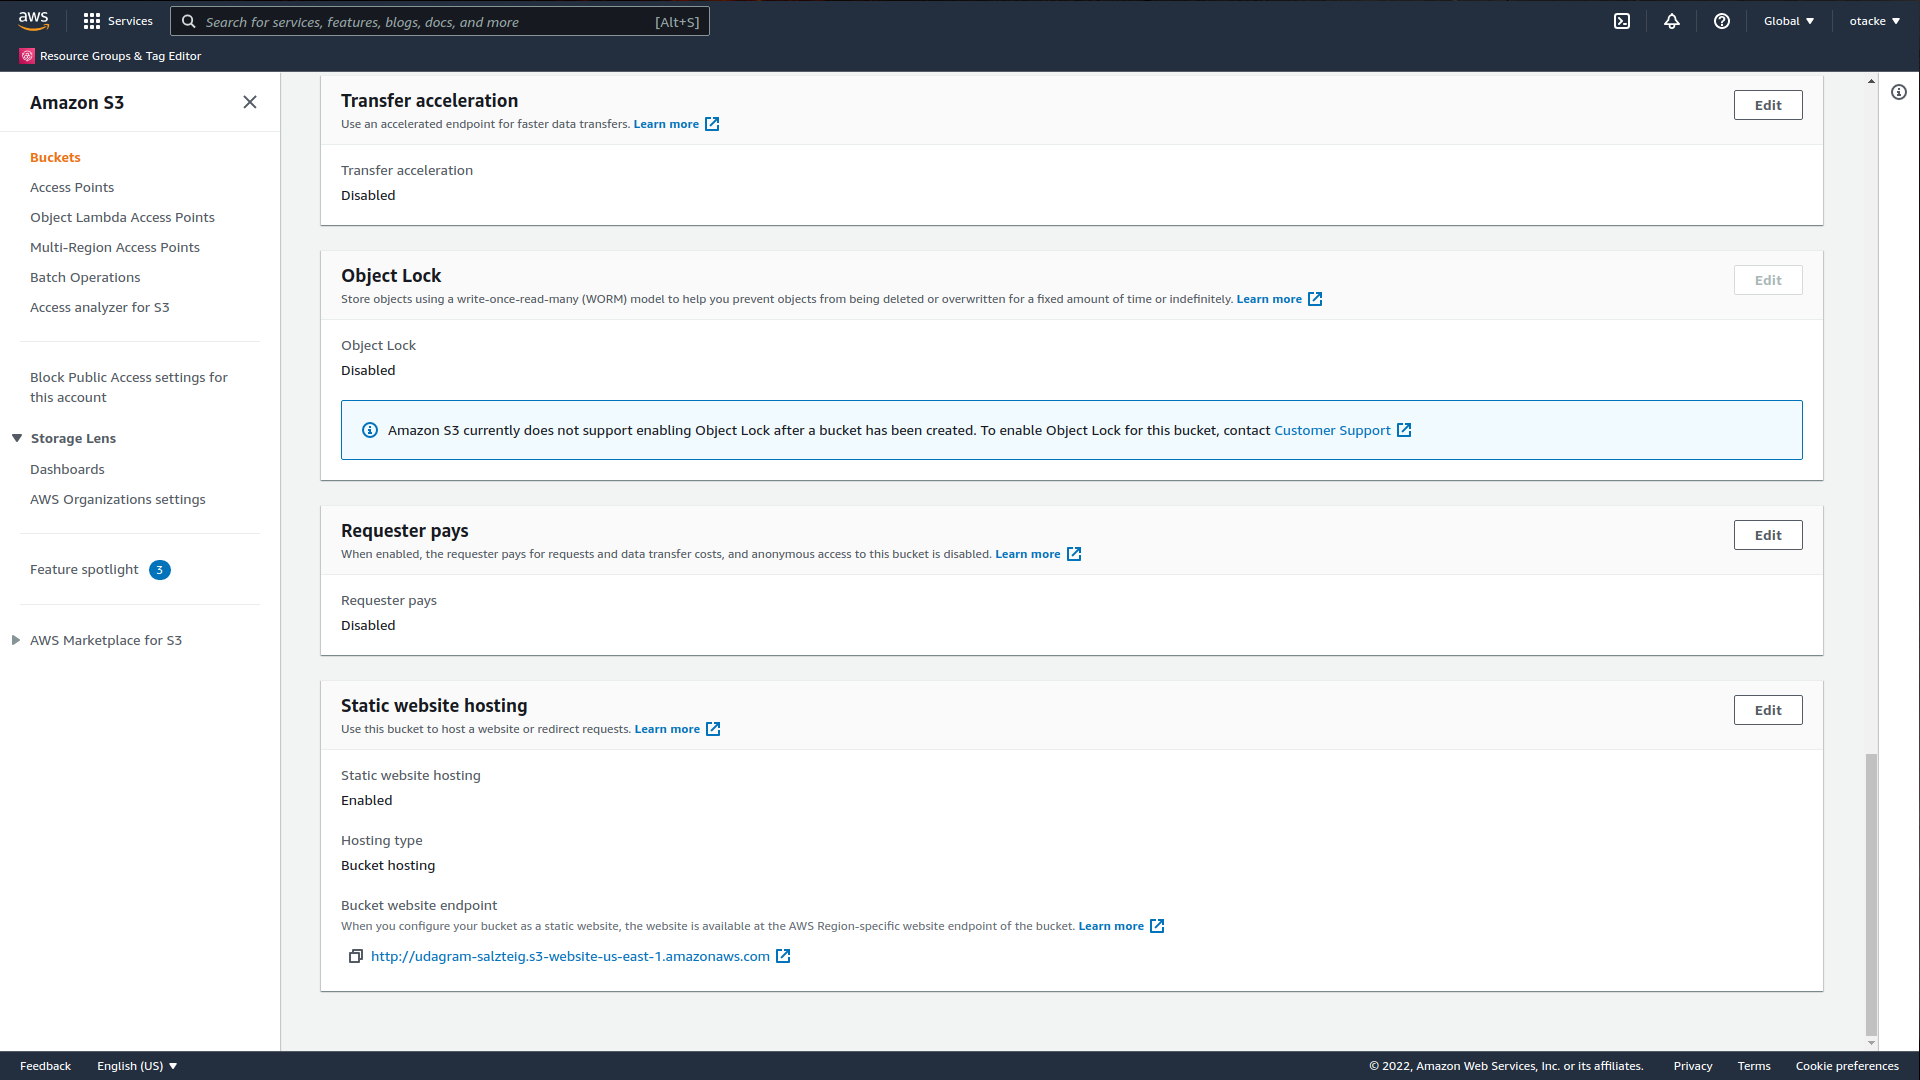 aws
Services
Search for services, features, blogs, docs, and more
[Alt+S]
Global
otacke
Resource Groups & Tag Editor
Amazon S3
Buckets
Access Points
Object Lambda Access Points
Multi-Region Access Points
Batch Operations
Access analyzer for S3
Block Public Access settings for
this account
Storage Lens
Dashboards
AWS Organizations settings
Feature spotlight 3
AWS Marketplace for S3
Transfer acceleration
Edit
Use an accelerated endpoint for faster data transfers. Learn more
Transfer acceleration
Disabled
Object Lock
Edit
Store objects using a write-once-read-many (WORM) model to help you prevent objects from being deleted or overwritten for a fixed amount of time or indefinitely. Learn more
Object Lock
Disabled
Amazon S3 currently does not support enabling Object Lock after a bucket has been created. To enable Object Lock for this bucket, contact Customer Support
Requester pays
Edit
When enabled, the requester pays for requests and data transfer costs, and anonymous access to this bucket is disabled. Learn more
Requester pays
Disabled
Static website hosting
Edit
Use this bucket to host a website or redirect requests. Learn more
Static website hosting
Enabled
Hosting type
Bucket hosting
Bucket website endpoint
When you configure your bucket as a static website, the website is available at the AWS Region-specific website endpoint of the bucket. Learn more
http://udagram-salzteig.s3-website-us-east-1.amazonaws.com
Feedback
English (US)
© 2022, Amazon Web Services, Inc. or its affiliates.
Privacy
Terms
Cookie preferences